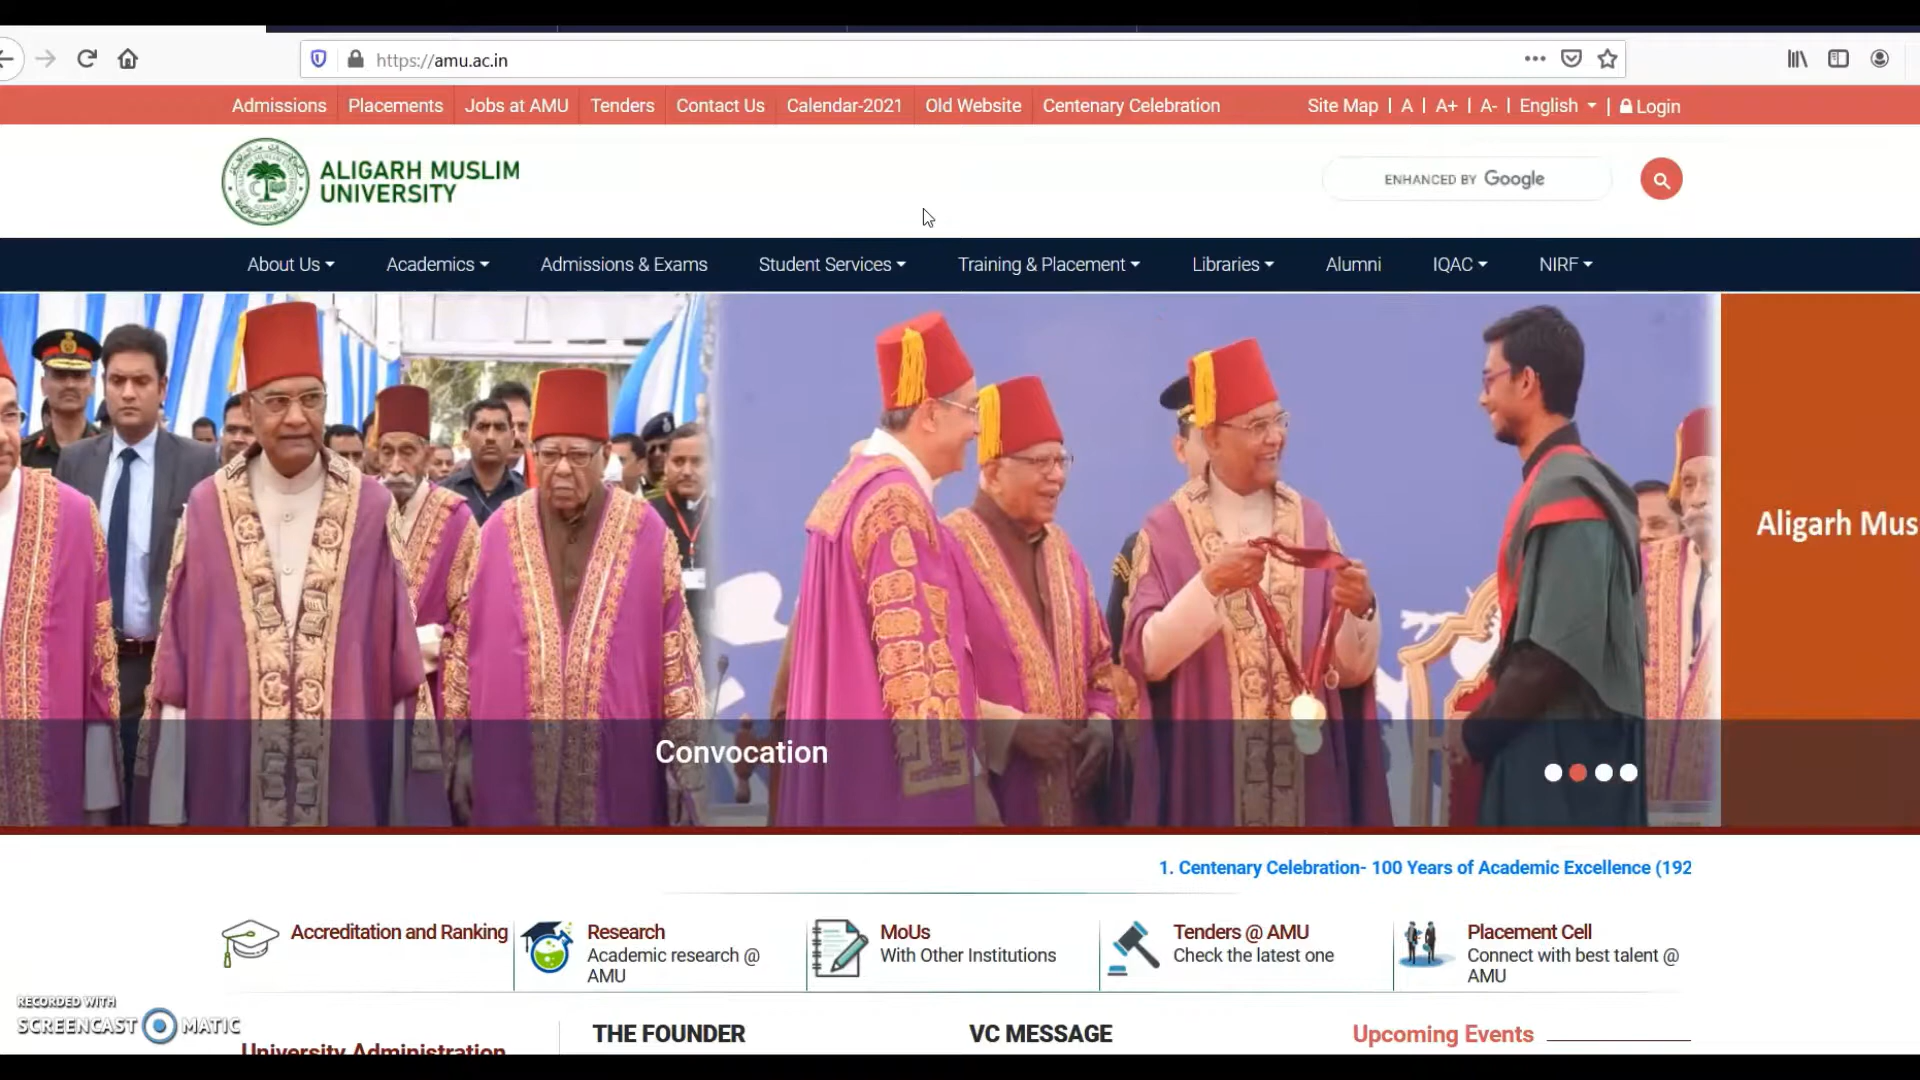 https://amu.ac.in
Admissions Placements Jobs at AMU Tenders Contact Us Calendar-2021 Old Website Centenary Celebration Site Map | A | A+ | A- | English | Login
ALIGARH MUSLIM
UNIVERSITY
ENHANCED BY Google
About Us Academics Admissions & Exams Student Services Training & Placement Libraries Alumni IQAC NIRF
Aligarh Mus
Convocation
1. Centenary Celebration- 100 Years of Academic Excellence (192
Accreditation and Ranking
Research
Academic research @
AMU
MoUs
With Other Institutions
Tenders @ AMU
Check the latest one
Placement Cell
Connect with best talent @
AMU
RECORDED WITH
SCREENCAST MATIC
University Administration
THE FOUNDER
VC MESSAGE
Upcoming Events